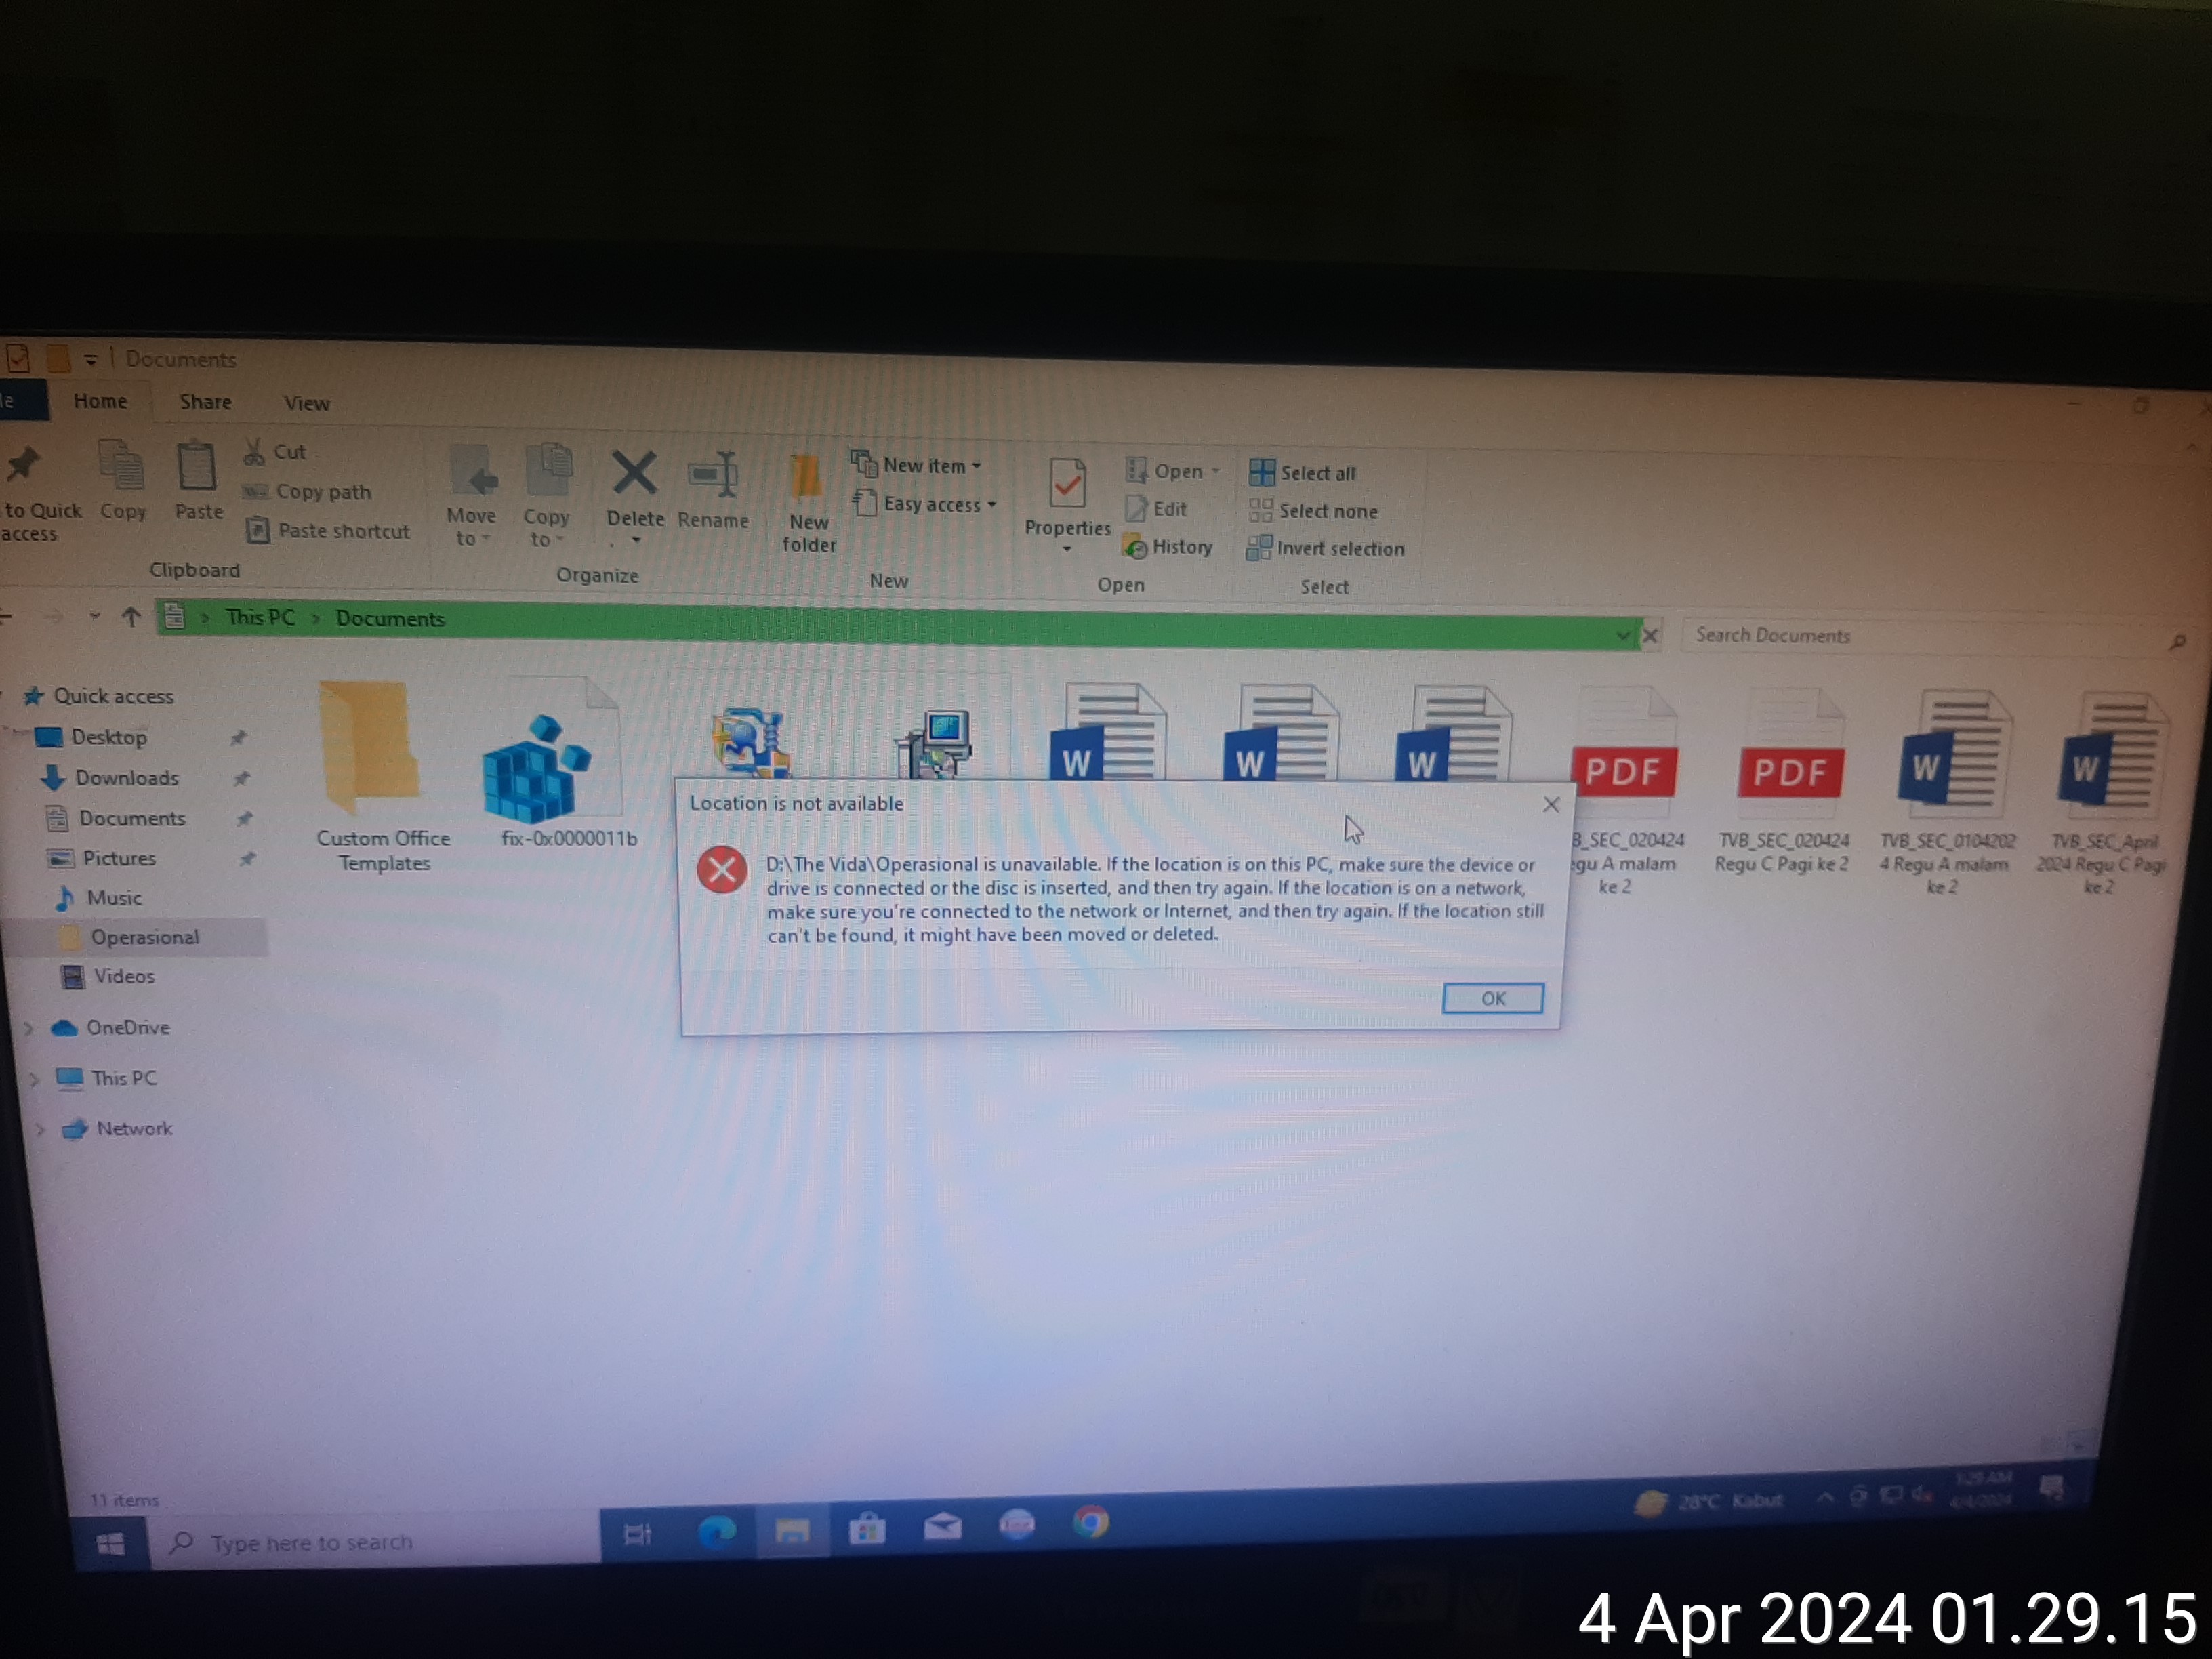 Documents
le
Home Share View
to Quick access
Copy
Paste
Cut
Copy path
Paste shortcut
Clipboard
Move to
Copy to
Delete
Rename
Organize
New folder
New item
Easy access
New
Properties
Open
Edit
History
Open
Select all
Select none
Invert selection
Select
This PC > Documents
Search Documents
Quick access
Desktop
Downloads
Documents
Pictures
Music
Operasional
Videos
OneDrive
This PC
Network
Custom Office
Templates
fix-0x0000011b
W
W
W
PDF
B_SEC_020424
egu A malam
ke 2
PDF
TVB_SEC_020424
Regu C Pagi ke 2
W
TVB_SEC_0104202
4 Regu A malam
ke 2
W
TVB_SEC_April
2024 Regu C Pagi
ke 2
Location is not available
D:\The Vida\Operasional is unavailable. If the location is on this PC, make sure the device or
drive is connected or the disc is inserted, and then try again. If the location is on a network,
make sure you're connected to the network or Internet, and then try again. If the location still
can't be found, it might have been moved or deleted.
OK
11 items
Type here to search
28°C Kabut
1:29 AM
4/4/2024
4 Apr 2024 01.29.15